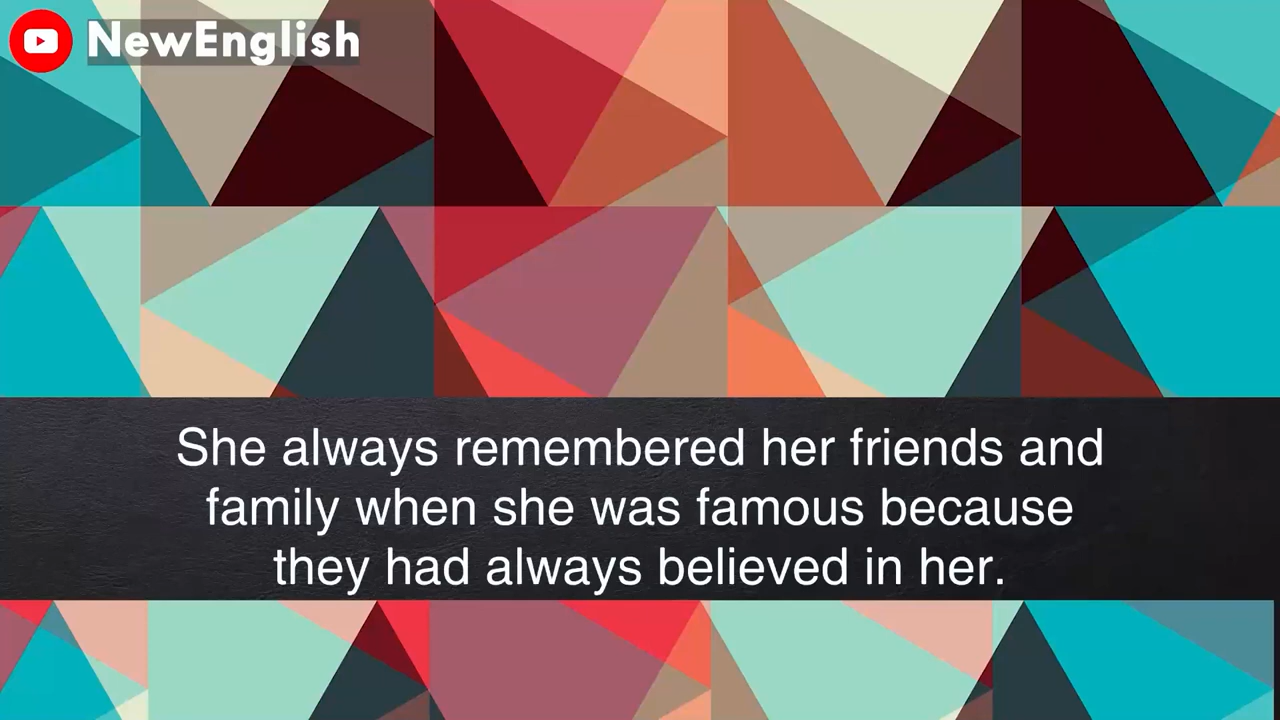 NewEnglish
She always remembered her friends and
family when she was famous because
they had always believed in her.